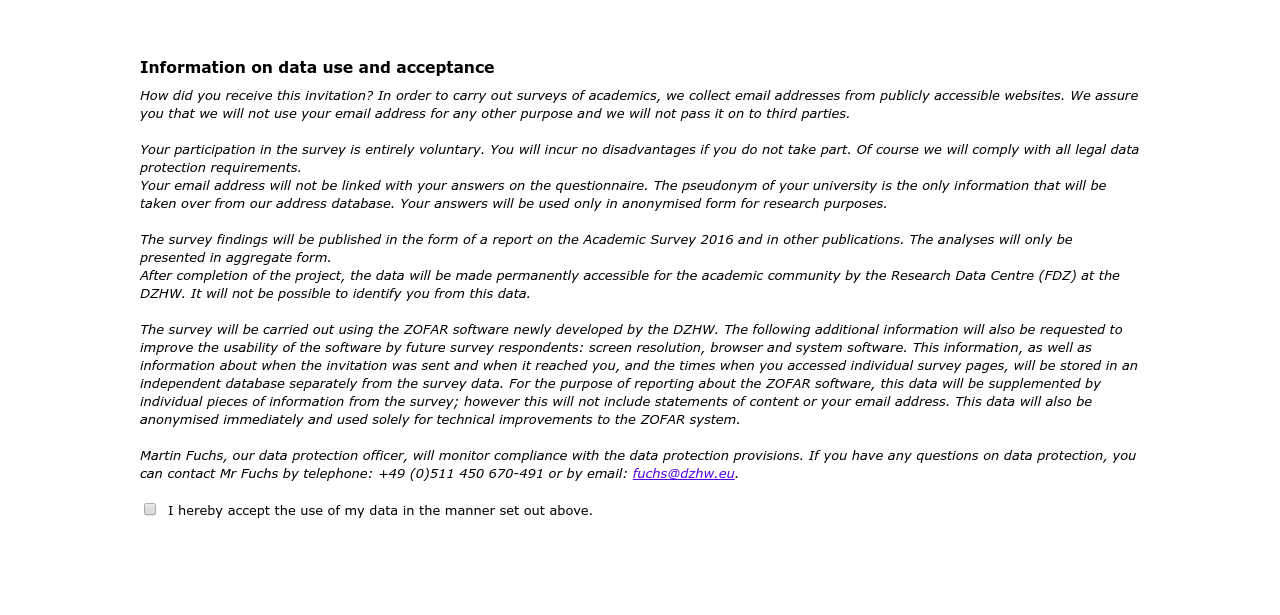 Information on data use and acceptance
How did you receive this invitation? In order to carry out surveys of academics, we collect email addresses from publicly accessible websites. We assure
you that we will not use your email address for any other purpose and we will not pass it on to third parties.
Your participation in the survey is entirely voluntary. You will incur no disadvantages if you do not take part. Of course we will comply with all legal data
protection requirements.
Your email address will not be linked with your answers on the questionnaire. The pseudonym of your university is the only information that will be
taken over from our address database. Your answers will be used only in anonymised form for research purposes.
The survey findings will be published in the form of a report on the Academic Survey 2016 and in other publications. The analyses will only be
presented in aggregate form.
After completion of the project, the data will be made permanently accessible for the academic community by the Research Data Centre (FDZ) at the
DZHW. It will not be possible to identify you from this data.
The survey will be carried out using the ZOFAR software newly developed by the DZHW. The following additional information will also be requested to
improve the usability of the software by future survey respondents: screen resolution, browser and system software. This information, as well as
information about when the invitation was sent and when it reached you, and the times when you accessed individual survey pages, will be stored in an
independent database separately from the survey data. For the purpose of reporting about the ZOFAR software, this data will be supplemented by
individual pieces of information from the survey; however this will not include statements of content or your email address. This data will also be
anonymised immediately and used solely for technical improvements to the ZOFAR system.
Martin Fuchs, our data protection officer, will monitor compliance with the data protection provisions. If you have any questions on data protection, you
can contact Mr Fuchs by telephone: +49 (0)511 450 670-491 or by email: fuchs@dzhw.eu.
I hereby accept the use of my data in the manner set out above.